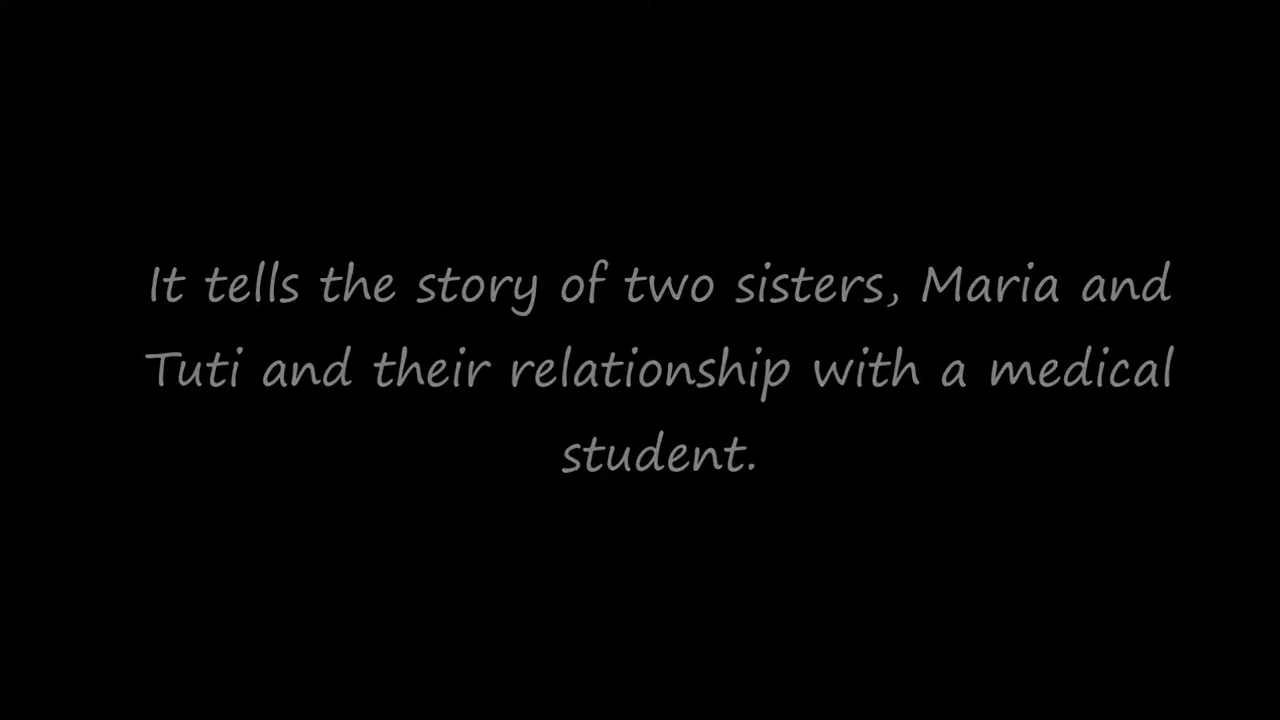 It tells the story of two sisters, Maria and
Tuti and their relationship with a medical
student.